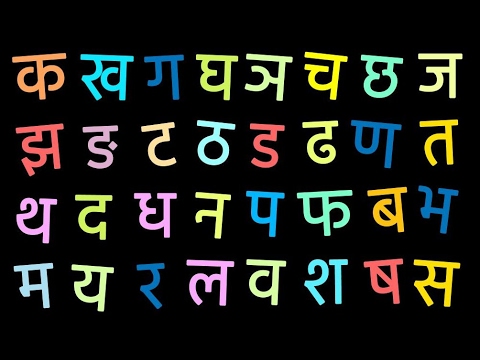 क ख ग घ ञ च छ ज
झ ङ ट ठ ड ढ ण त
थ द ध न प फ ब भ
म य र ल व श ष स